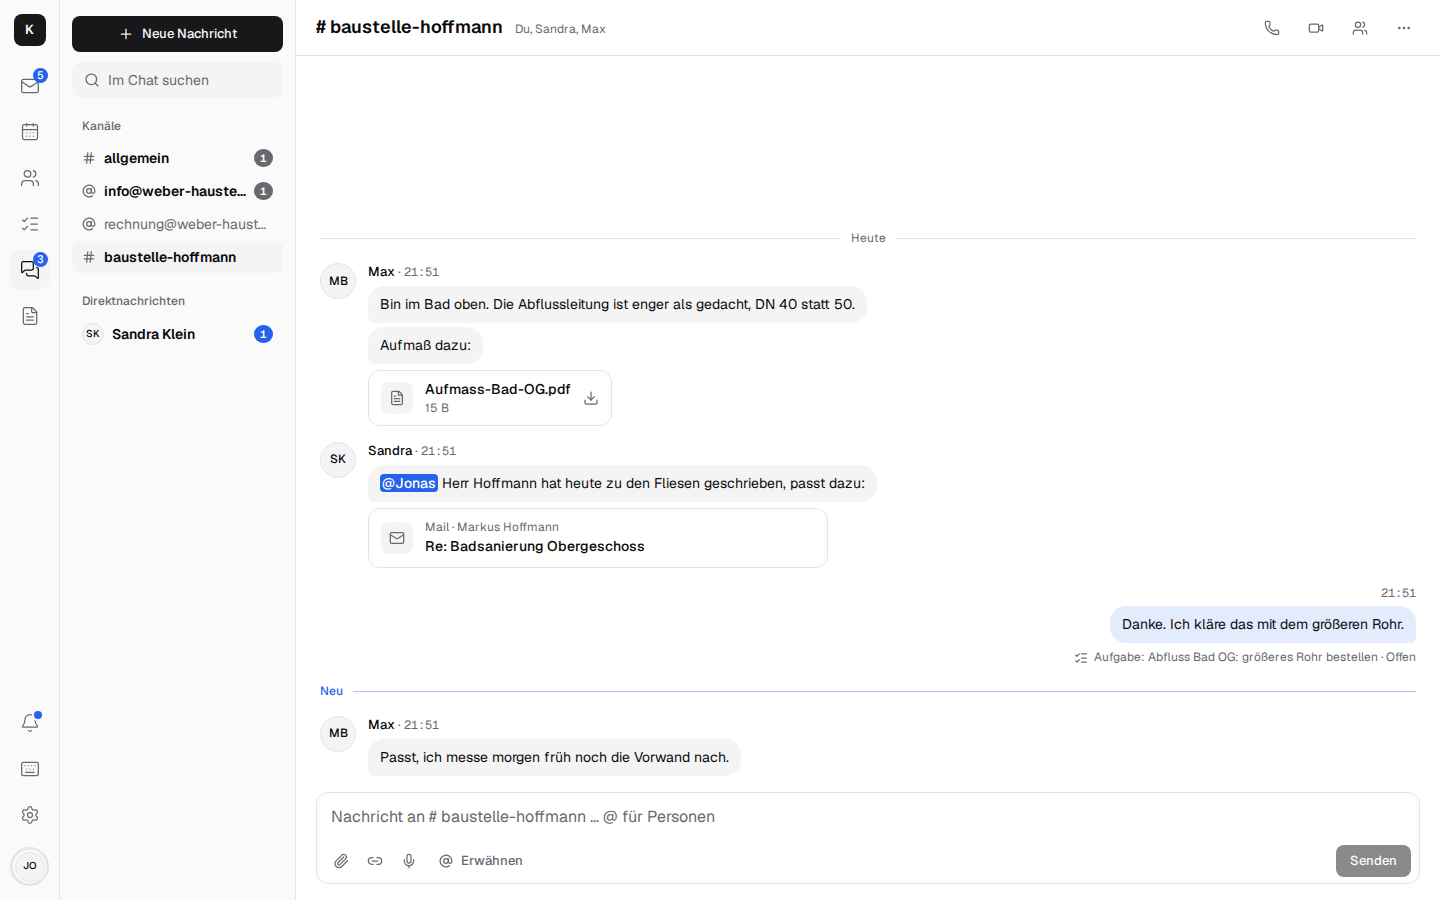 K
5
3
JO
Neue Nachricht
Im Chat suchen
Kanäle
# allgemein 1
@ info@weber-hauste... 1
@ rechnung@weber-haust...
# baustelle-hoffmann
Direktnachrichten
SK Sandra Klein 1
# baustelle-hoffmann Du, Sandra, Max
Heute
MB Max · 21:51
Bin im Bad oben. Die Abflussleitung ist enger als gedacht, DN 40 statt 50.
Aufmaß dazu:
Aufmass-Bad-OG.pdf
15 B
SK Sandra · 21:51
@Jonas Herr Hoffmann hat heute zu den Fliesen geschrieben, passt dazu:
Mail · Markus Hoffmann
Re: Badsanierung Obergeschoss
21:51
Danke. Ich kläre das mit dem größeren Rohr.
Aufgabe: Abfluss Bad OG: größeres Rohr bestellen · Offen
Neu
MB Max · 21:51
Passt, ich messe morgen früh noch die Vorwand nach.
Nachricht an # baustelle-hoffmann ... @ für Personen
@ Erwähnen
Senden